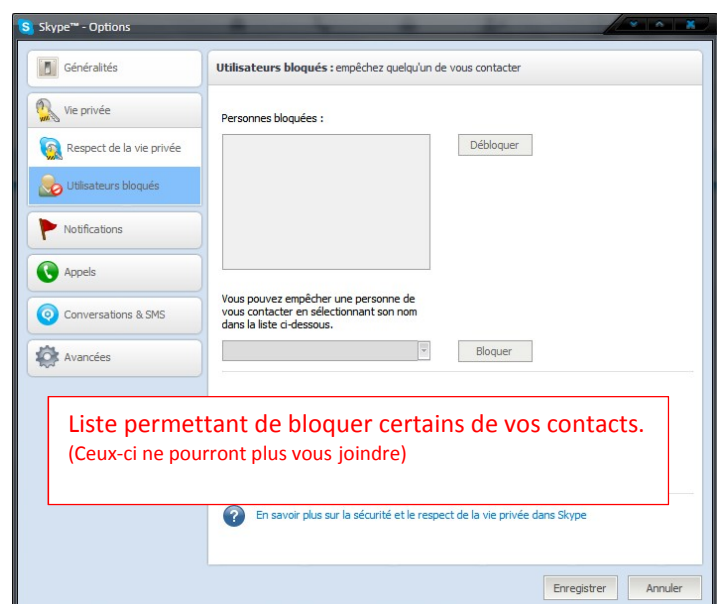 Skype™ - Options
Généralités
Vie privée
Respect de la vie privée
Utilisateurs bloqués
Notifications
Appels
Conversations & SMS
Avancées
Utilisateurs bloqués : empêchez quelqu'un de vous contacter
Personnes bloquées :
Débloquer
Vous pouvez empêcher une personne de
vous contacter en sélectionnant son nom
dans la liste ci-dessous.
Bloquer
Liste permettant de bloquer certains de vos contacts.
(Ceux-ci ne pourront plus vous joindre)
En savoir plus sur la sécurité et le respect de la vie privée dans Skype
Enregistrer
Annuler